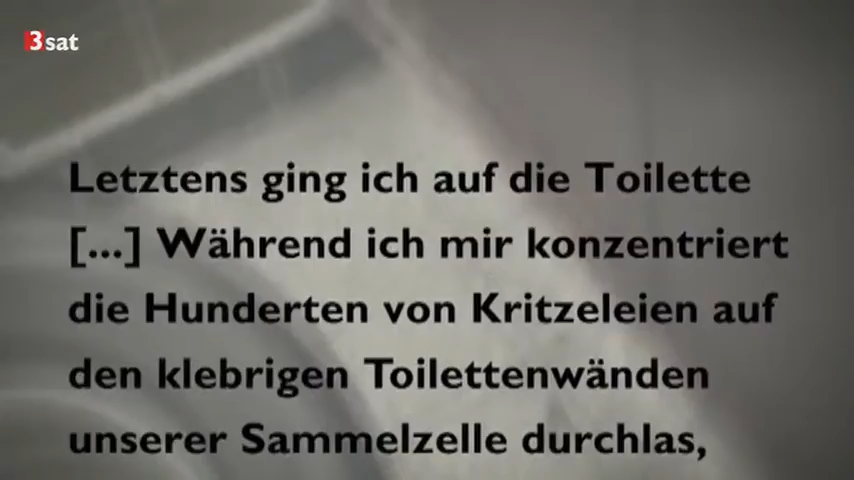 3sat
Letztens ging ich auf die Toilette
[...] Während ich mir konzentriert
die Hunderten von Kritzeleien auf
den klebrigen Toilettenwänden
unserer Sammelzelle durchlas,